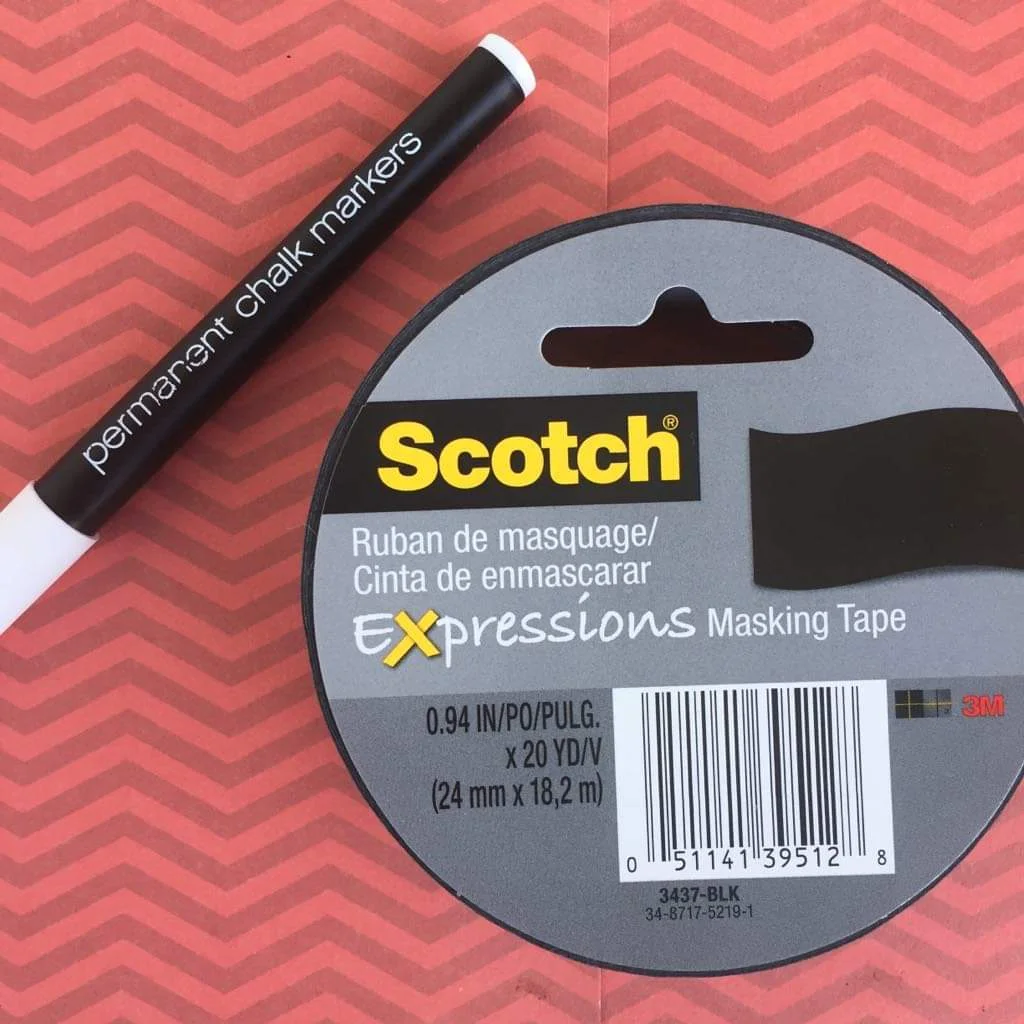 permanent chalk markers
Scotch®
Ruban de masquage/
Cinta de enmascarar
Expressions Masking Tape
3M
0.94 IN/PO/PULG.
x 20 YD/V
(24 mm x 18,2 m)
0 51141 39512 8
3437-BLK
34-8717-5219-1